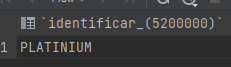 `identificar_(5200000)`
1 PLATINIUM